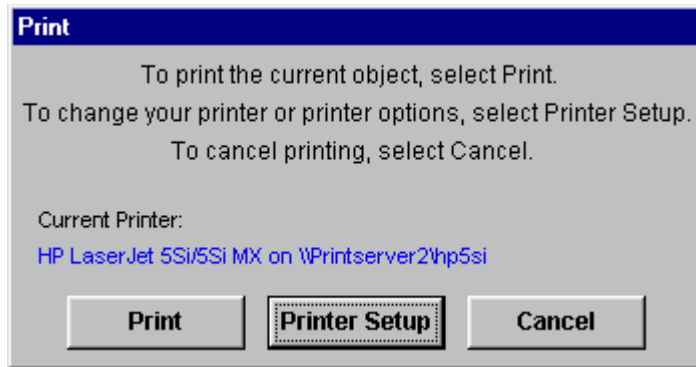 Print
To print the current object, select Print.
To change your printer or printer options, select Printer Setup.
To cancel printing, select Cancel.
Current Printer:
HP LaserJet 5Si/5Si MX on \\Printserver2\hp5si
Print
Printer Setup
Cancel